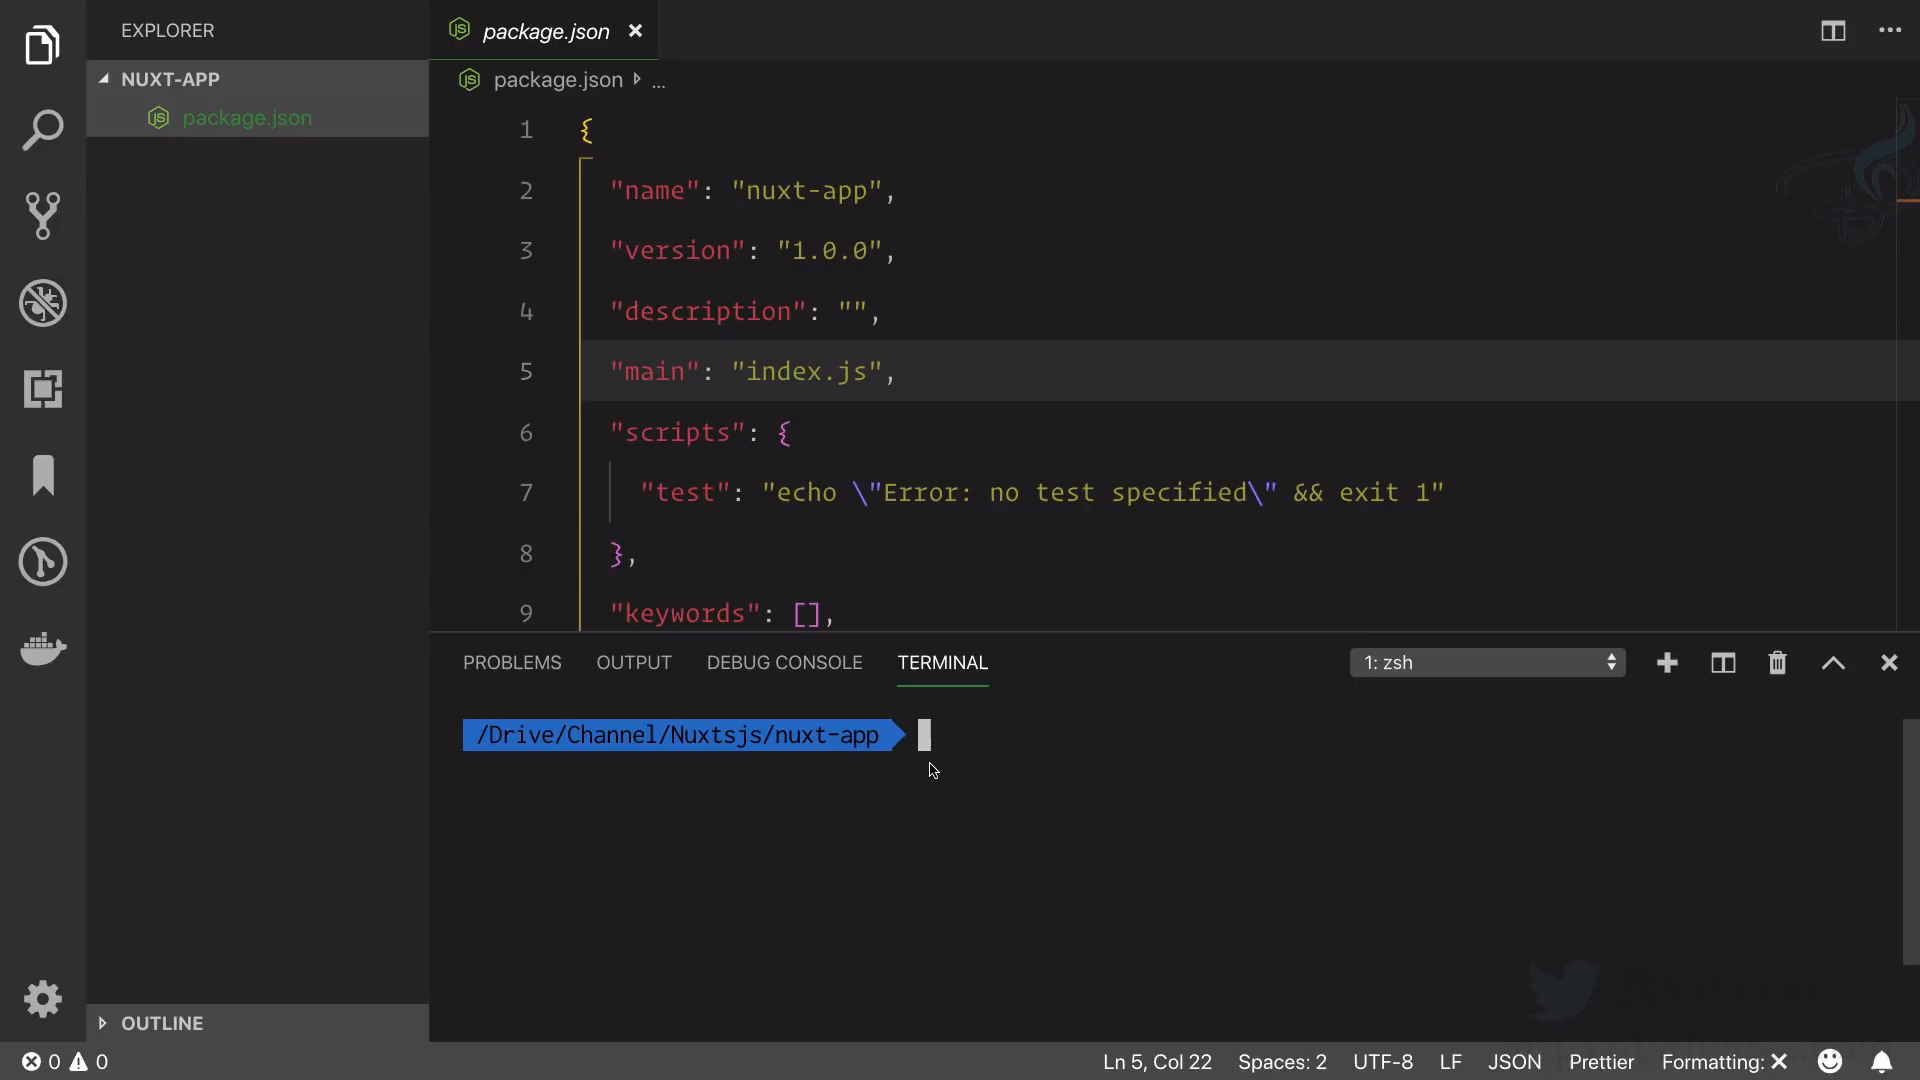 EXPLORER
NUXT-APP
package.json
OUTLINE
package.json
package.json ...
1 {
2 "name": "nuxt-app",
3 "version": "1.0.0",
4 "description": "",
5 "main": "index.js",
6 "scripts": {
7 "test": "echo \"Error: no test specified\" && exit 1"
8 },
9 "keywords": [],
PROBLEMS OUTPUT DEBUG CONSOLE TERMINAL 1: zsh
/Drive/Channel/Nuxtsjs/nuxt-app
0 0 Ln 5, Col 22 Spaces: 2 UTF-8 LF JSON Prettier Formatting: ✕